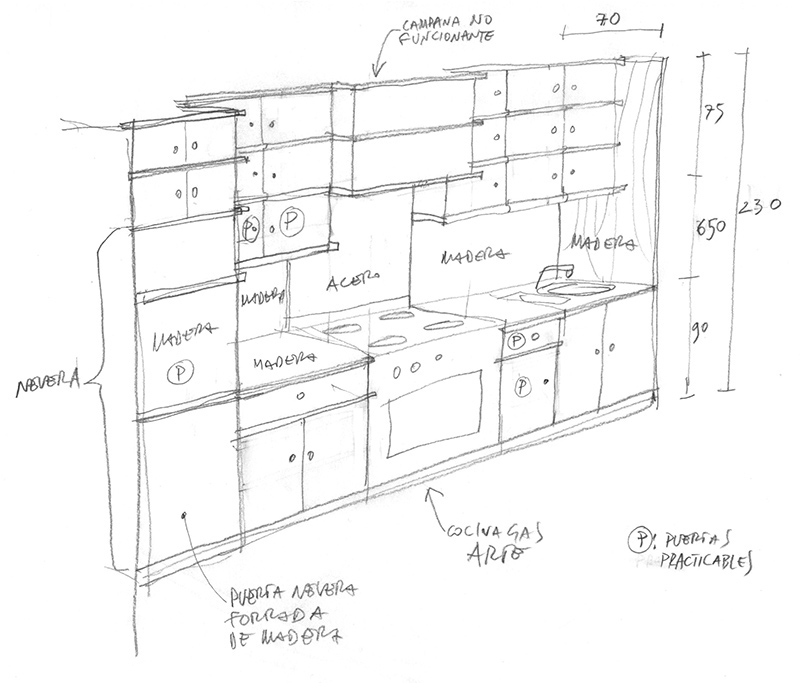 CAMPANA NO
FUNCIONANTE
70
75
650
230
90
P
P
MADERA
MADERA
ACERO
MADERA
MADERA
P
NEVERA
MADERA
P
P
COCINA GAS
ARTE
PUERTA NEVERA
FORRADA
DE MADERA
P: PUERTAS
PRACTICABLES